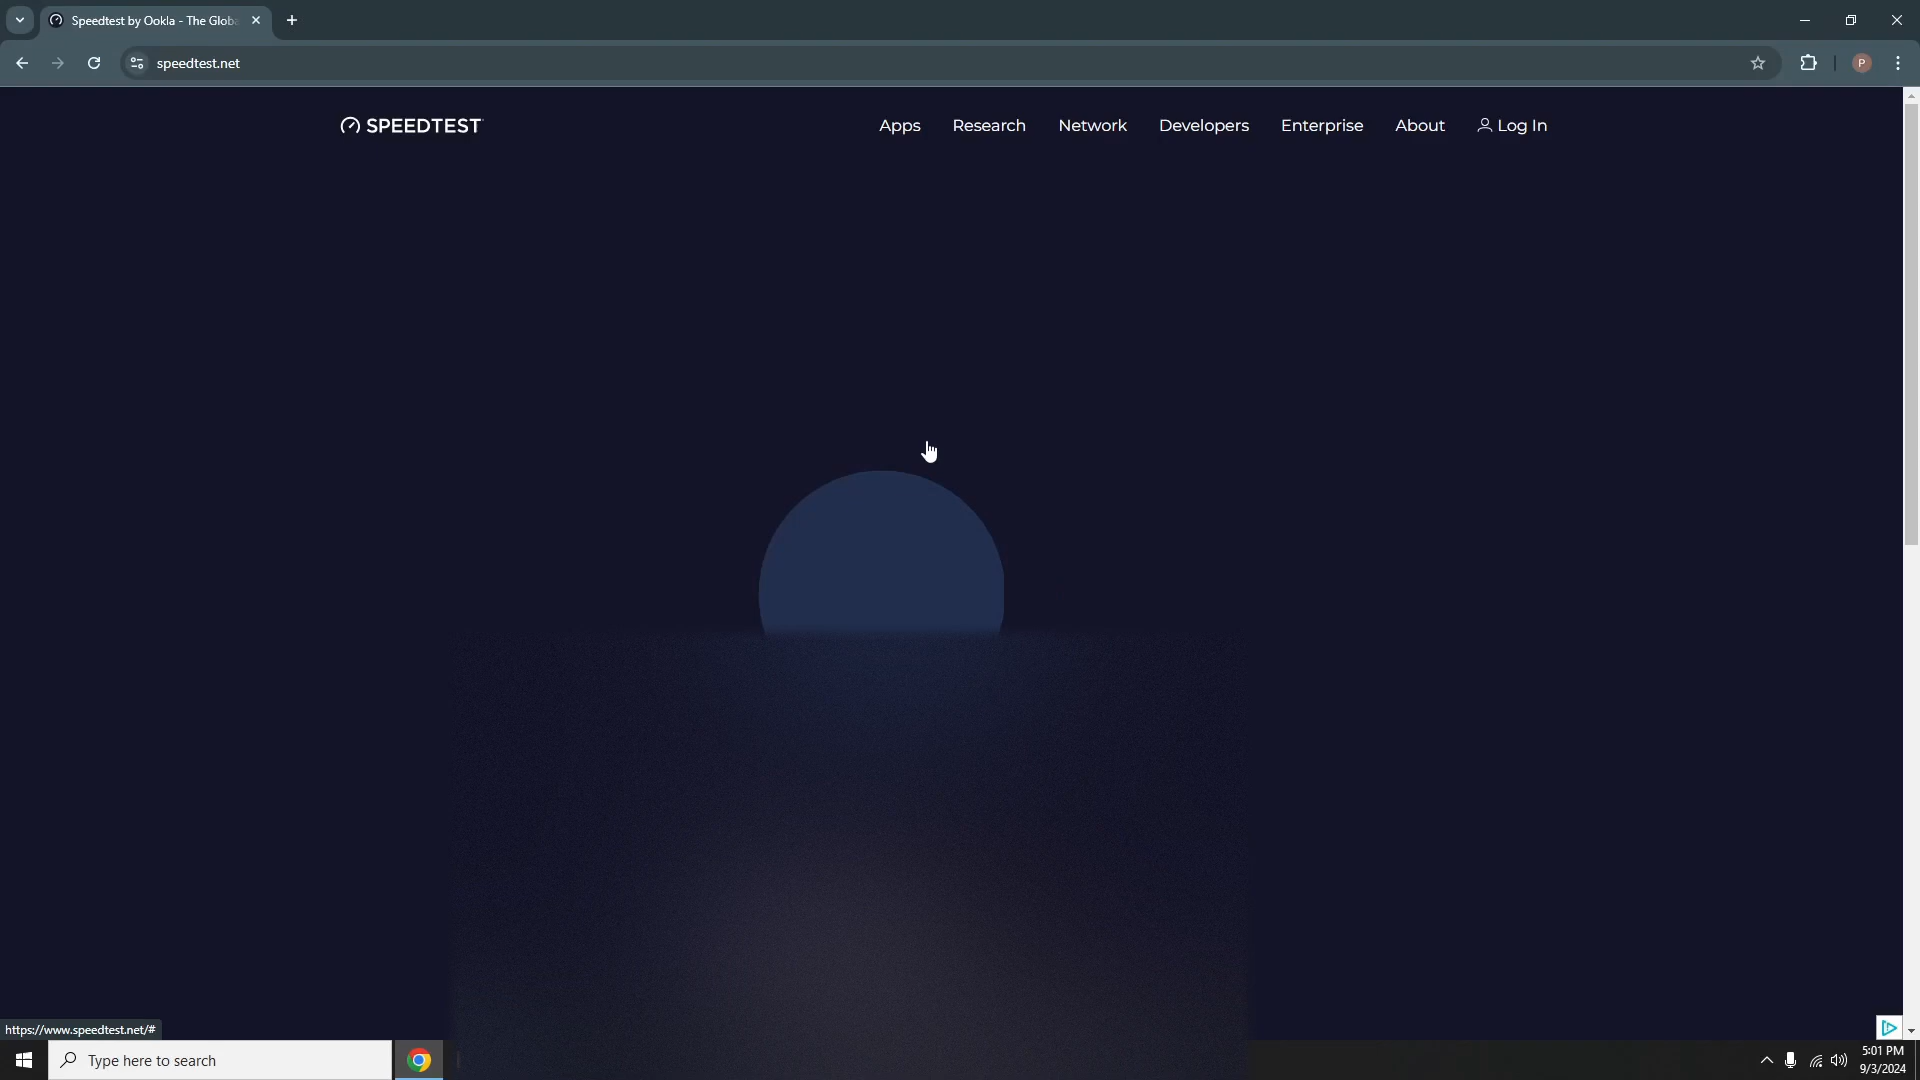 Speedtest by Ookla - The Globa
speedtest.net
P
SPEEDTEST
Apps
Research
Network
Developers
Enterprise
About
Log In
https://www.speedtest.net/#
Type here to search
5:01 PM
9/3/2024